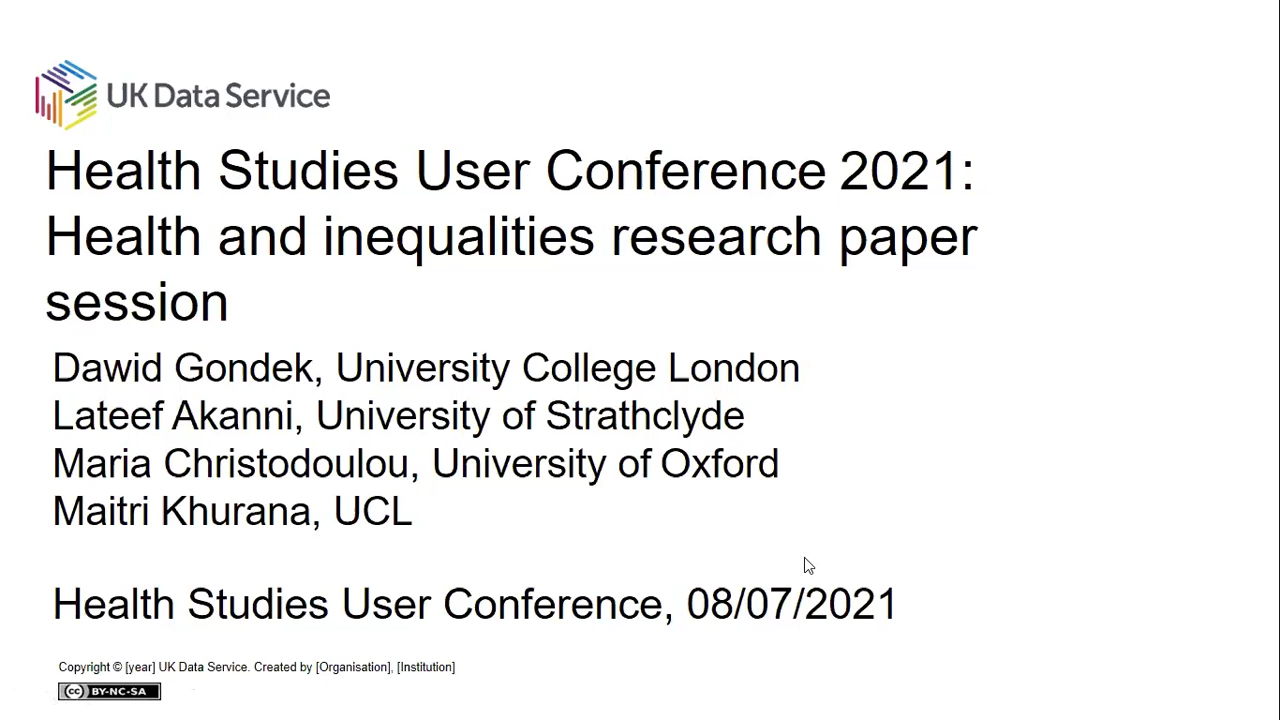 UK Data Service
Health Studies User Conference 2021:
Health and inequalities research paper
session
Dawid Gondek, University College London
Lateef Akanni, University of Strathclyde
Maria Christodoulou, University of Oxford
Maitri Khurana, UCL
Health Studies User Conference, 08/07/2021
Copyright © [year] UK Data Service. Created by [Organisation], [Institution]
cc BY-NC-SA